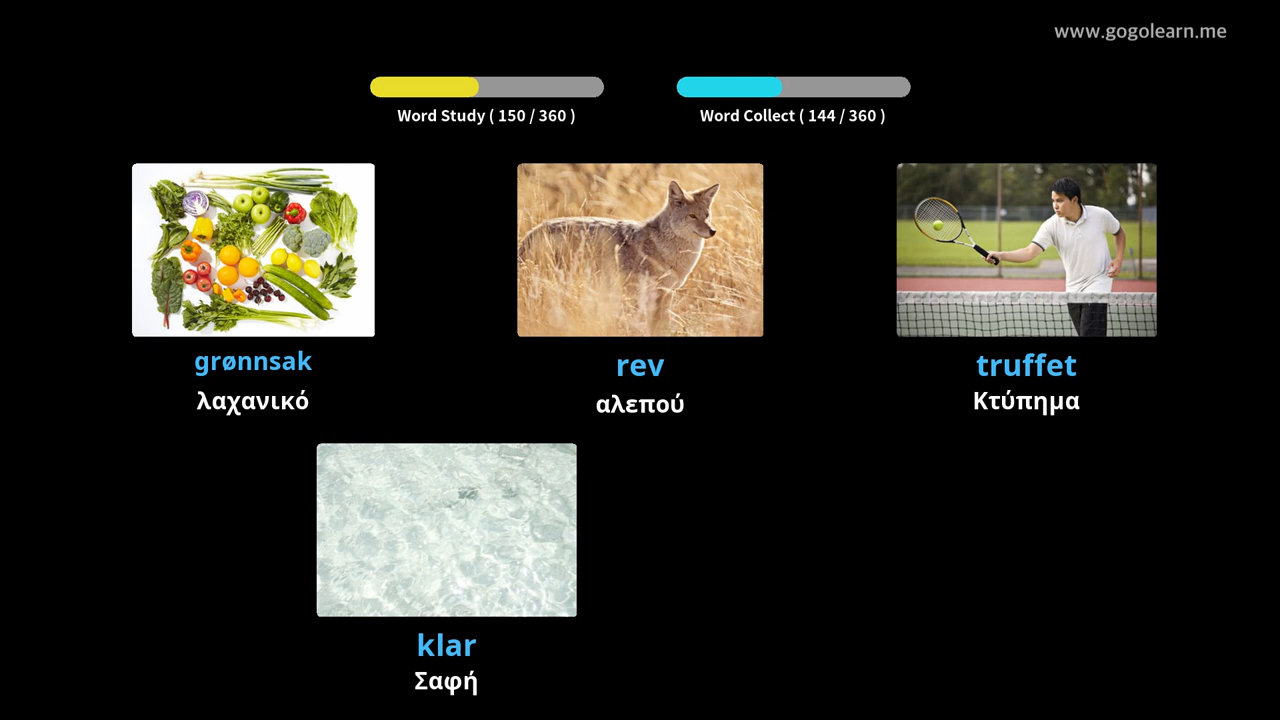 www.gogolearn.me
Word Study ( 150 / 360 )
Word Collect ( 144 / 360 )
grønnsak
λαχανικό
rev
αλεπού
truffet
Κτύπημα
klar
Σαφή